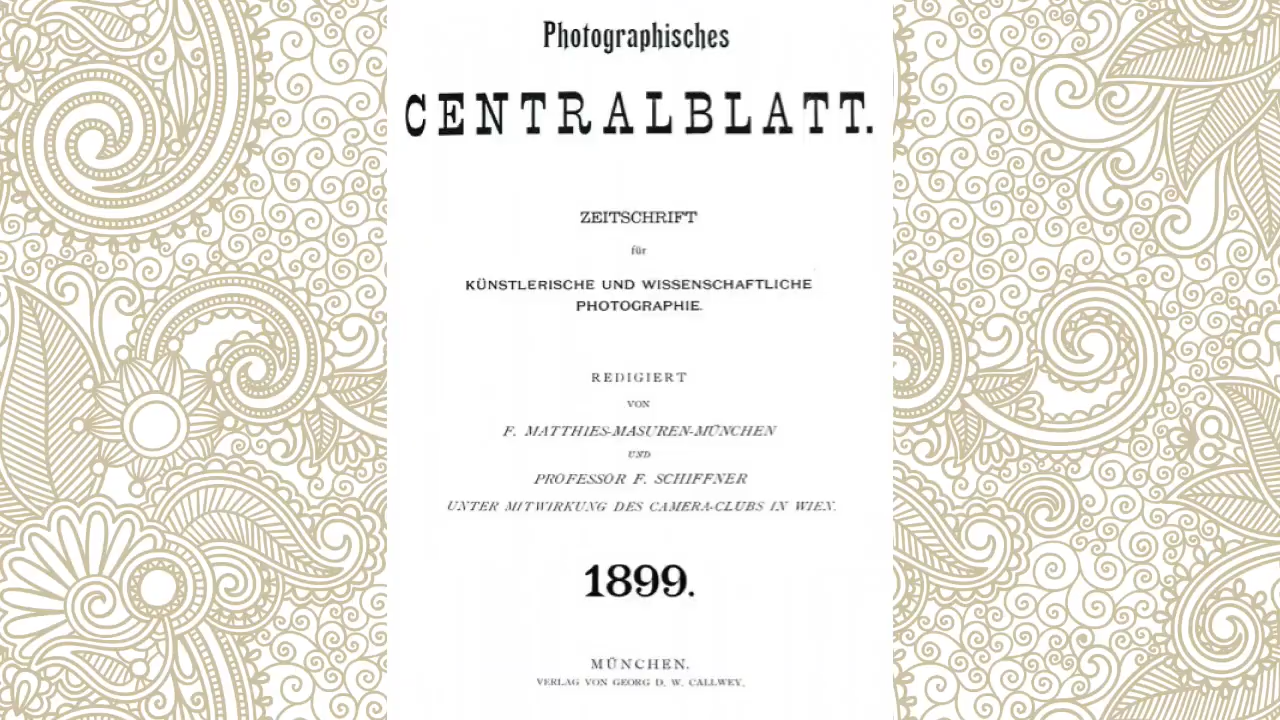 Photographisches
CENTRALBLATT.
ZEITSCHRIFT
für
KÜNSTLERISCHE UND WISSENSCHAFTLICHE
PHOTOGRAPHIE.
REDIGIERT
VON
F. MATTHIES-MASUREN-MÜNCHEN
UND
PROFESSOR F. SCHIFFNER
UNTER MITWIRKUNG DES CAMERA-CLUBS IN WIEN.
1899.
MÜNCHEN.
VERLAG VON GEORG D. W. CALLWEY.